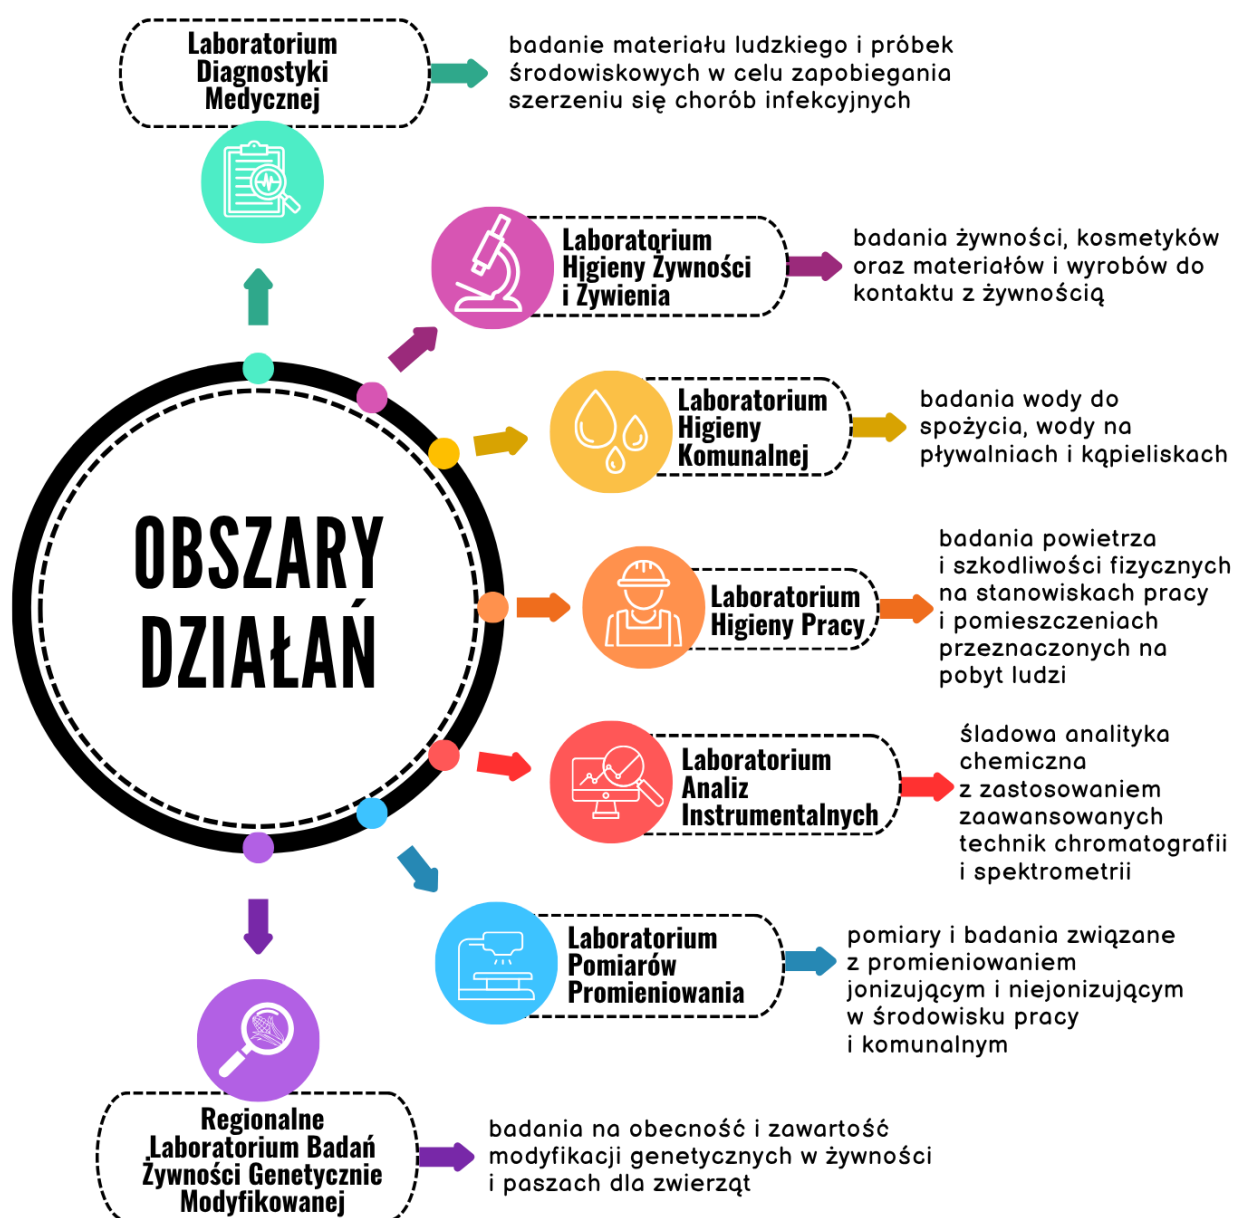 Laboratorium
Diagnostyki
Medycznej
badanie materiału ludzkiego i próbek
środowiskowych w celu zapobiegania
szerzeniu się chorób infekcyjnych
Laboratorium
Higieny Żywności
i Żywienia
badania żywności, kosmetyków
oraz materiałów i wyrobów do
kontaktu z żywnością
Laboratorium
Higieny
Komunalnej
badania wody do
spożycia, wody na
pływalniach i kąpieliskach
OBSZARY
DZIAŁAŃ
Laboratorium
Higieny Pracy
badania powietrza
i szkodliwości fizycznych
na stanowiskach pracy
i pomieszczeniach
przeznaczonych na
pobyt ludzi
Laboratorium
Analiz
Instrumentalnych
śladowa analityka
chemiczna
z zastosowaniem
zaawansowanych
technik chromatografii
i spektrometrii
Laboratorium
Pomiarów
Promieniowania
pomiary i badania związane
z promieniowaniem
jonizującym i niejonizującym
w środowisku pracy
i komunalnym
Regionalne
Laboratorium Badań
Żywności Genetycznie
Modyfikowanej
badania na obecność i zawartość
modyfikacji genetycznych w żywności
i paszach dla zwierząt